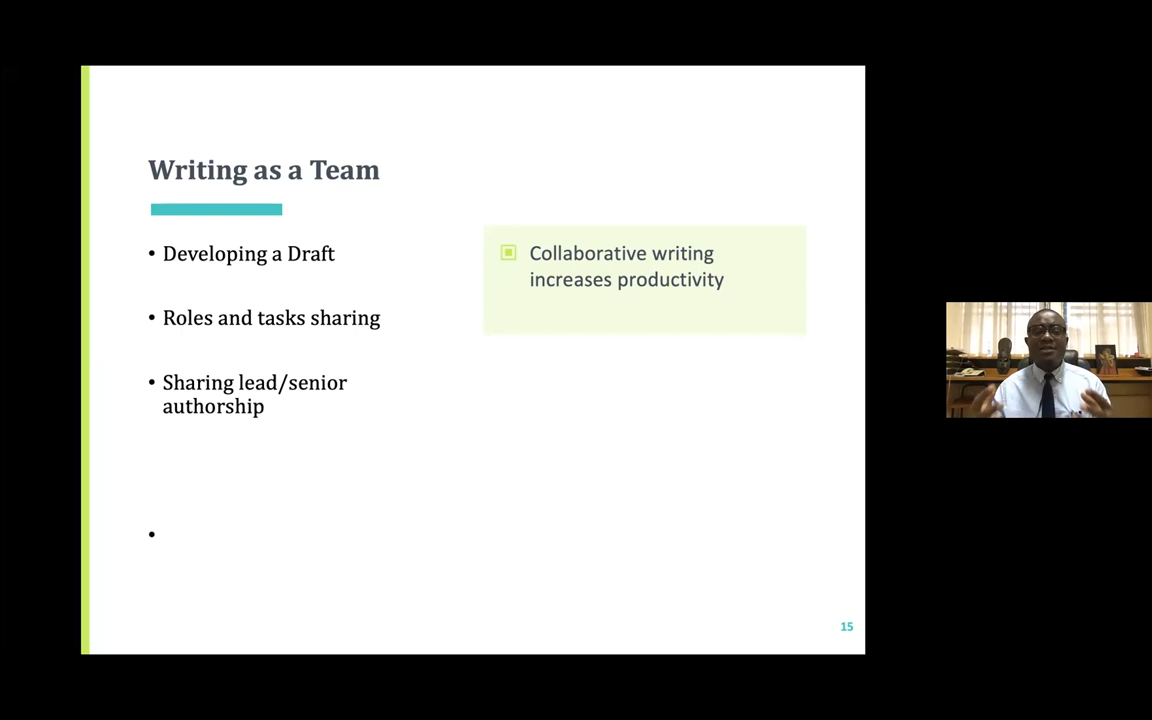 Writing as a Team
• Developing a Draft
• Roles and tasks sharing
• Sharing lead/senior
authorship
•
Collaborative writing
increases productivity
15